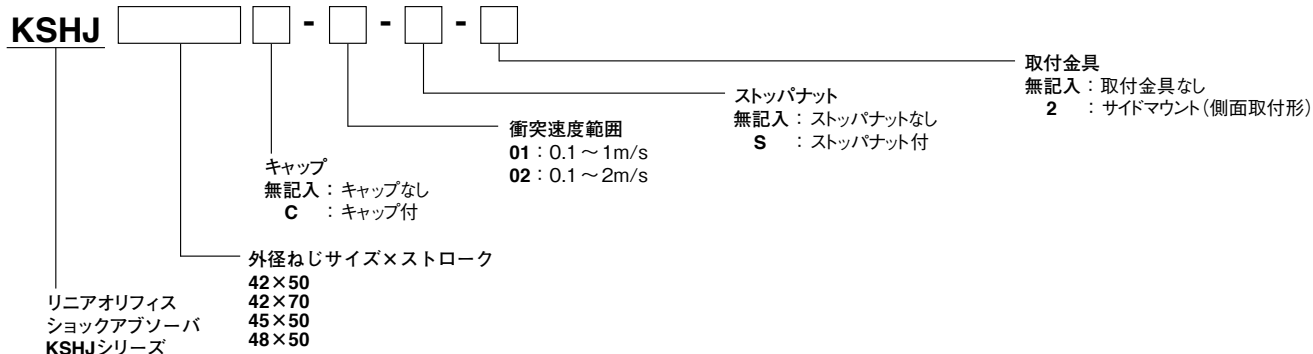 KSHJ - - -
取付金具
無記入：取付金具なし
2 ：サイドマウント(側面取付形)
ストッパナット
無記入：ストッパナットなし
S ：ストッパナット付
衝突速度範囲
01：0.1～1m/s
02：0.1～2m/s
キャップ
無記入：キャップなし
C ：キャップ付
外径ねじサイズ×ストローク
42×50
42×70
45×50
48×50
リニアオリフィス
ショックアブソーバ
KSHJシリーズ